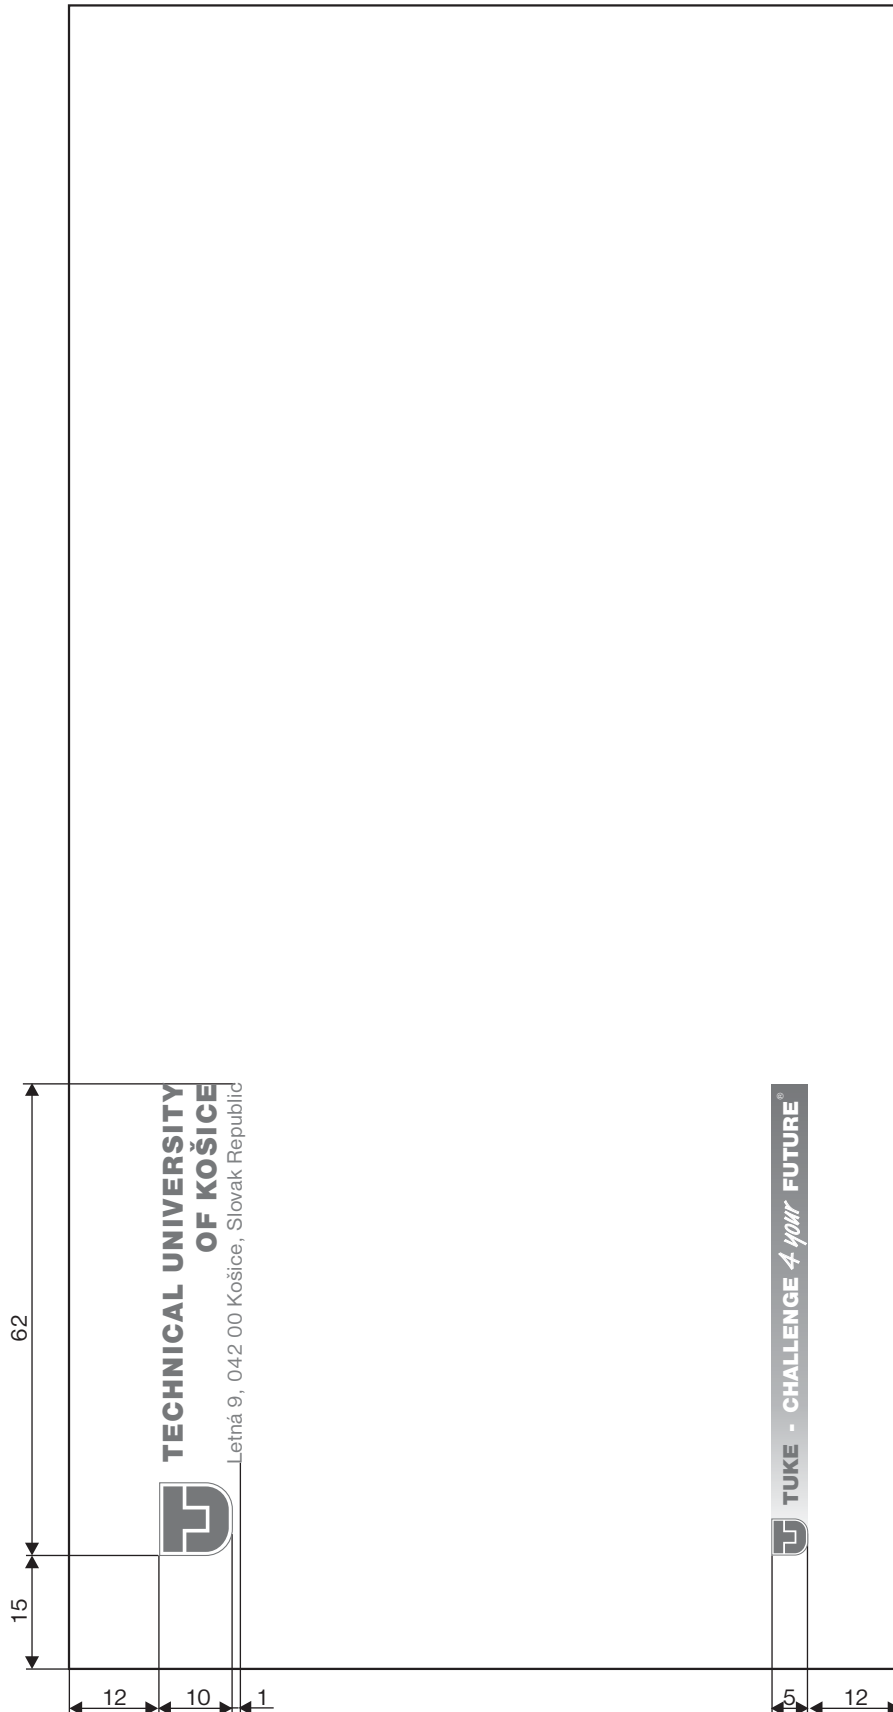 TECHNICAL UNIVERSITY
OF KOŠICE
Letná 9, 042 00 Košice, Slovak Republic
TUKE - CHALLENGE 4 your FUTURE®
62
15
12
10
1
5
12